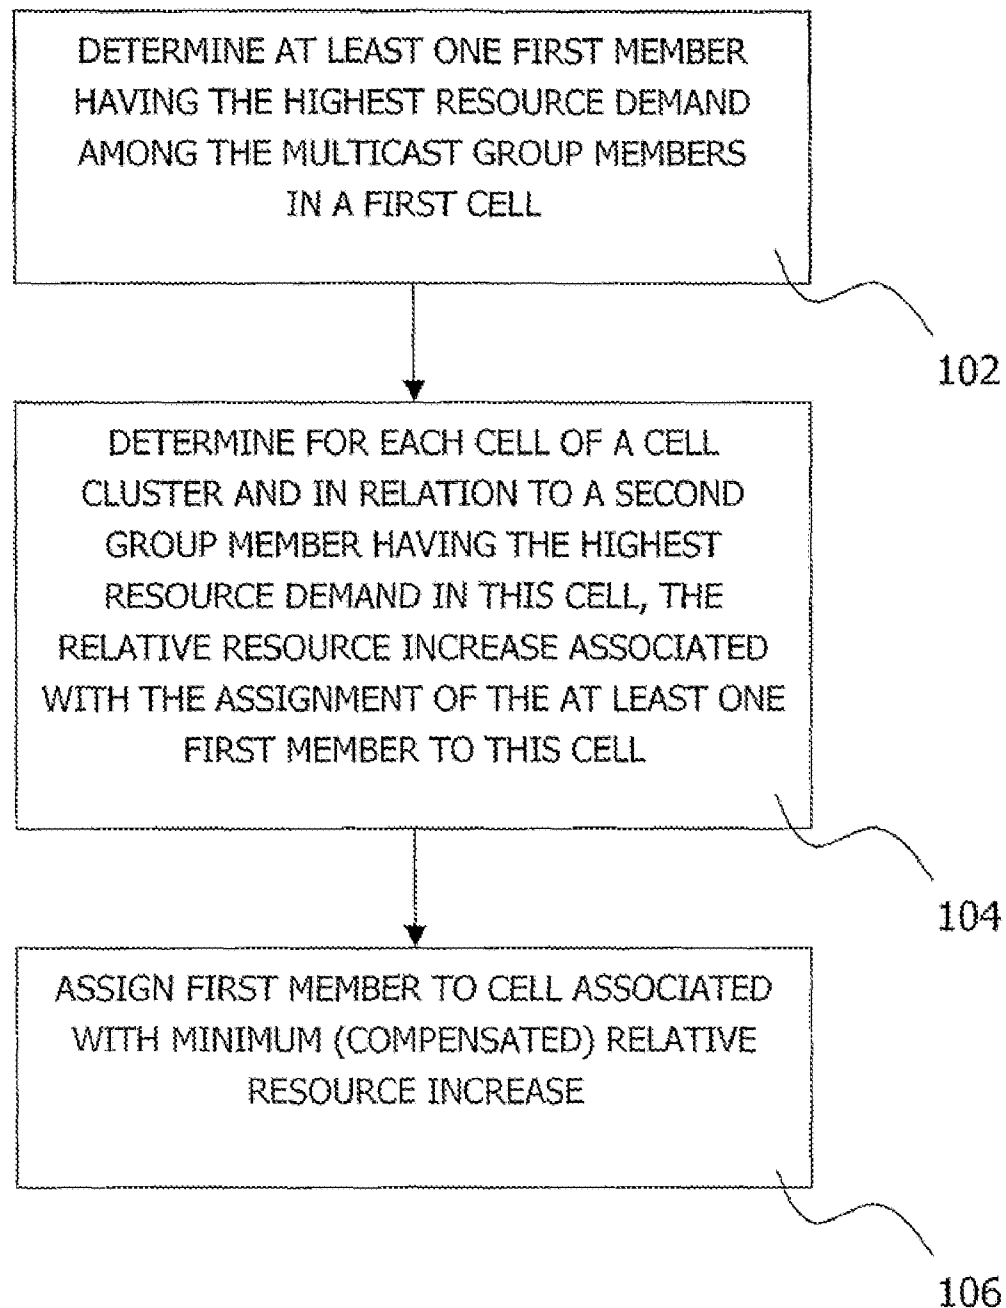 DETERMINE AT LEAST ONE FIRST MEMBER
HAVING THE HIGHEST RESOURCE DEMAND
AMONG THE MULTICAST GROUP MEMBERS
IN A FIRST CELL
102
DETERMINE FOR EACH CELL OF A CELL
CLUSTER AND IN RELATION TO A SECOND
GROUP MEMBER HAVING THE HIGHEST
RESOURCE DEMAND IN THIS CELL, THE
RELATIVE RESOURCE INCREASE ASSOCIATED
WITH THE ASSIGNMENT OF THE AT LEAST ONE
FIRST MEMBER TO THIS CELL
104
ASSIGN FIRST MEMBER TO CELL ASSOCIATED
WITH MINIMUM (COMPENSATED) RELATIVE
RESOURCE INCREASE
106